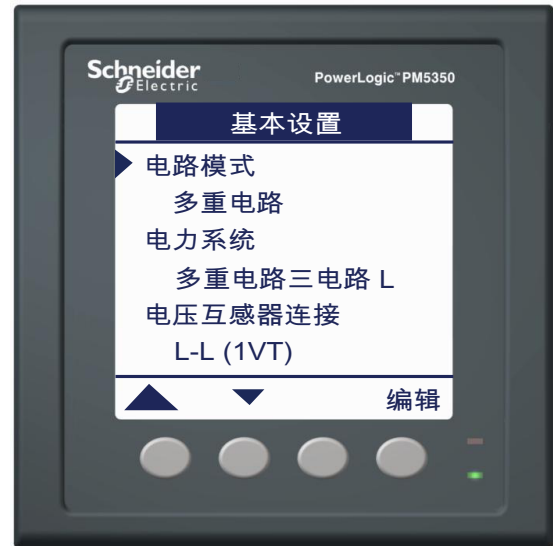 Schneider
Electric
PowerLogic™ PM5350
基本设置
电路模式
多重电路
电力系统
多重电路三电路 L
电压互感器连接
L-L (1VT)
编辑